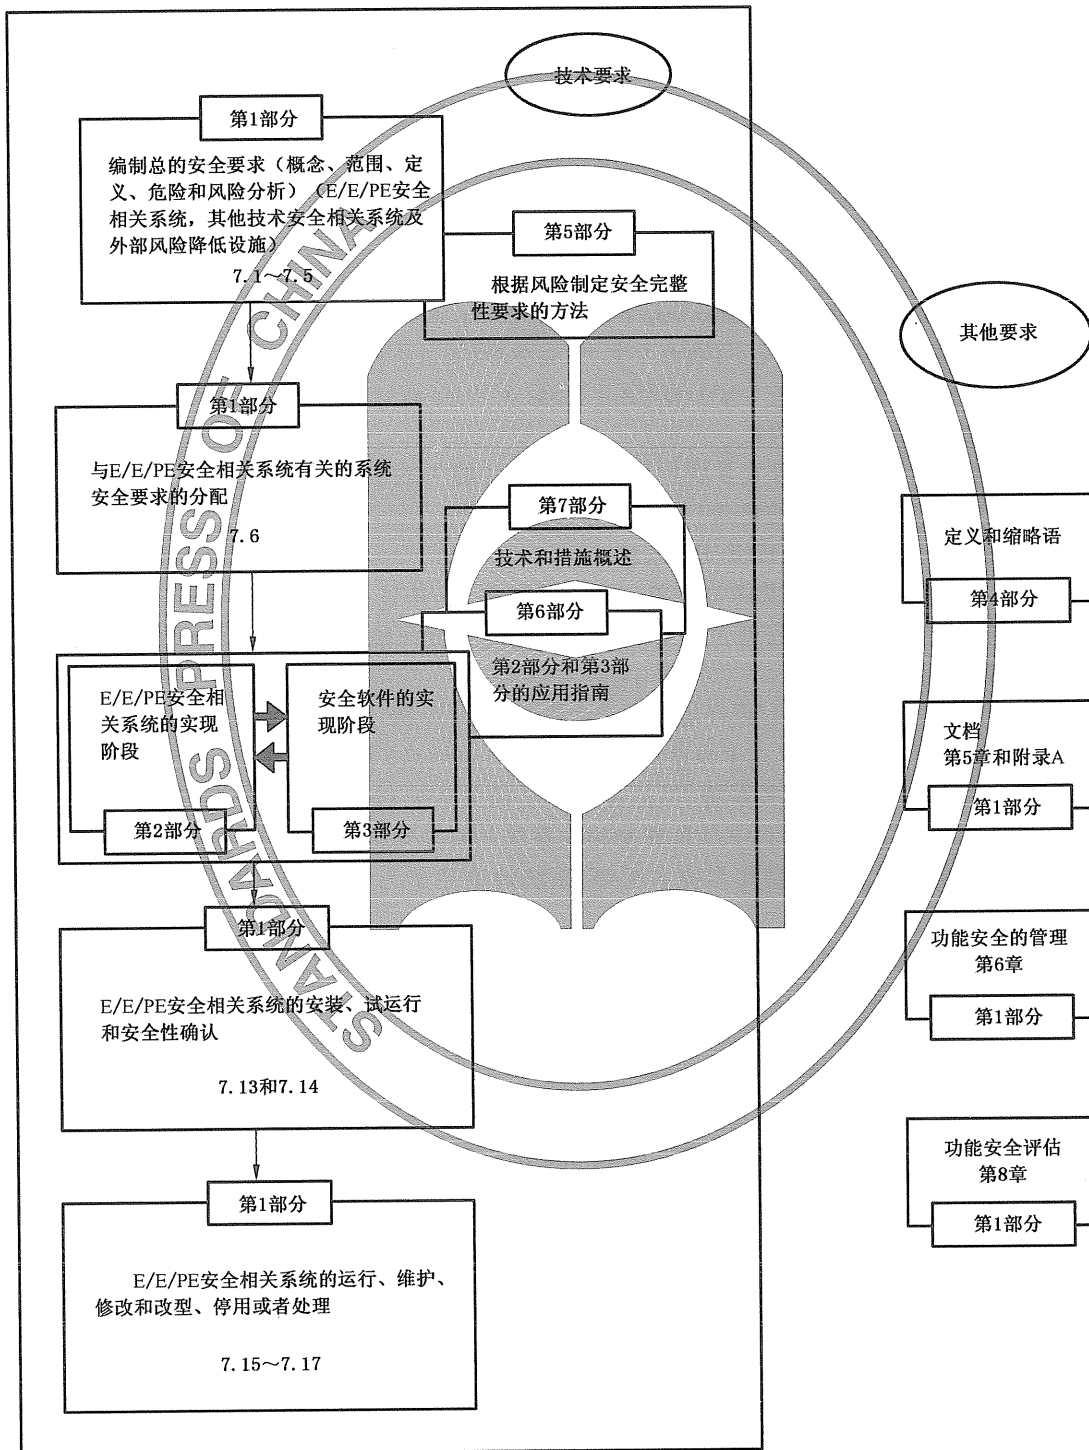 技术要求
第1部分
编制总的安全要求（概念、范围、定
义、危险和风险分析）（E/E/PE安全
相关系统，其他技术安全相关系统及
外部风险降低设施）
7.1～7.5
第5部分
根据风险制定安全完整
性要求的方法
其他要求
第1部分
与E/E/PE安全相关系统有关的系统
安全要求的分配
7.6
第7部分
技术和措施概述
第6部分
第2部分和第3部
分的应用指南
E/E/PE安全相
关系统的实现
阶段
第2部分
安全软件的实
现阶段
第3部分
第1部分
E/E/PE安全相关系统的安装、试运行
和安全性确认
7.13和7.14
第1部分
E/E/PE安全相关系统的运行、维护、
修改和改型、停用或者处理
7.15～7.17
定义和缩略语
第4部分
文档
第5章和附录A
第1部分
功能安全的管理
第6章
第1部分
功能安全评估
第8章
第1部分
STANDARDS PRESS OF CHINA